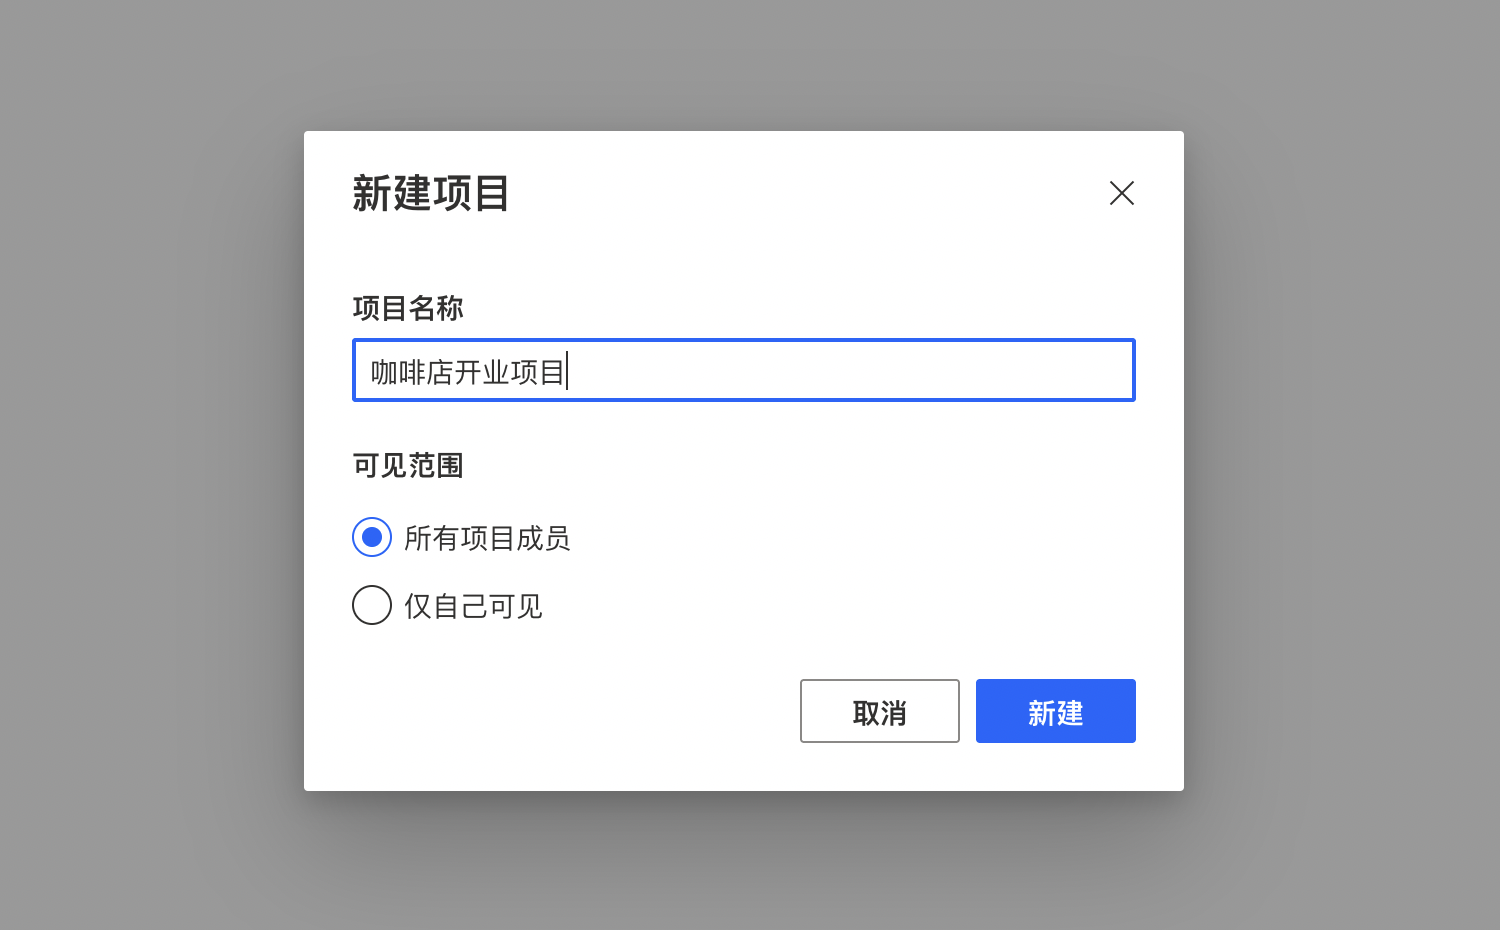 新建项目
项目名称
咖啡店开业项目
可见范围
所有项目成员
仅自己可见
取消
新建